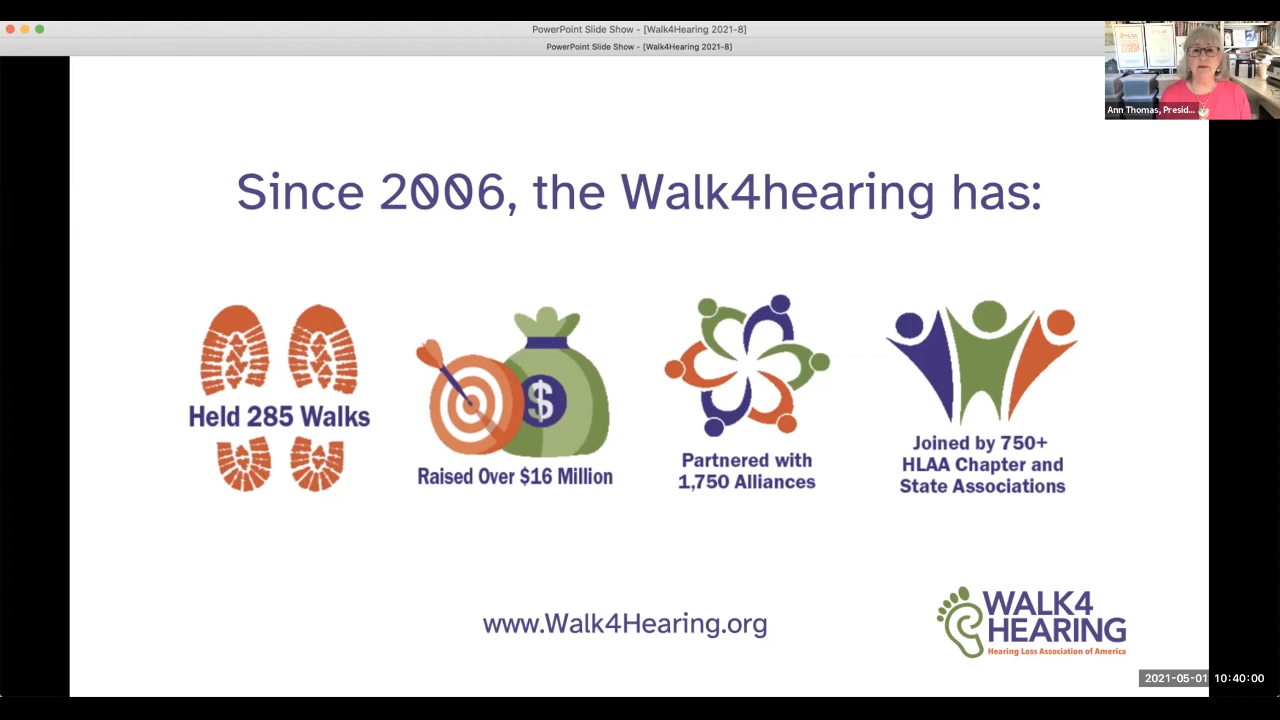 PowerPoint Slide Show - [Walk4Hearing 2021-8]
PowerPoint Slide Show - [Walk4Hearing 2021-8]
Ann Thomas, Presid...
Since 2006, the Walk4hearing has:
Held 285 Walks
$
Raised Over $16 Million
Partnered with
1,750 Alliances
Joined by 750+
HLAA Chapter and
State Associations
www.Walk4Hearing.org
WALK4
HEARING
Hearing Loss Association of America
2021-05-01 10:40:00